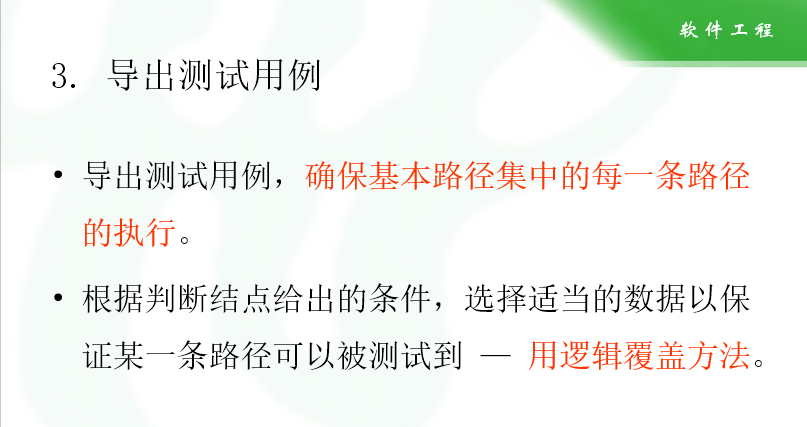 软件工程
3. 导出测试用例
• 导出测试用例，确保基本路径集中的每一条路径
的执行。
• 根据判断结点给出的条件，选择适当的数据以保
证某一条路径可以被测试到 — 用逻辑覆盖方法。